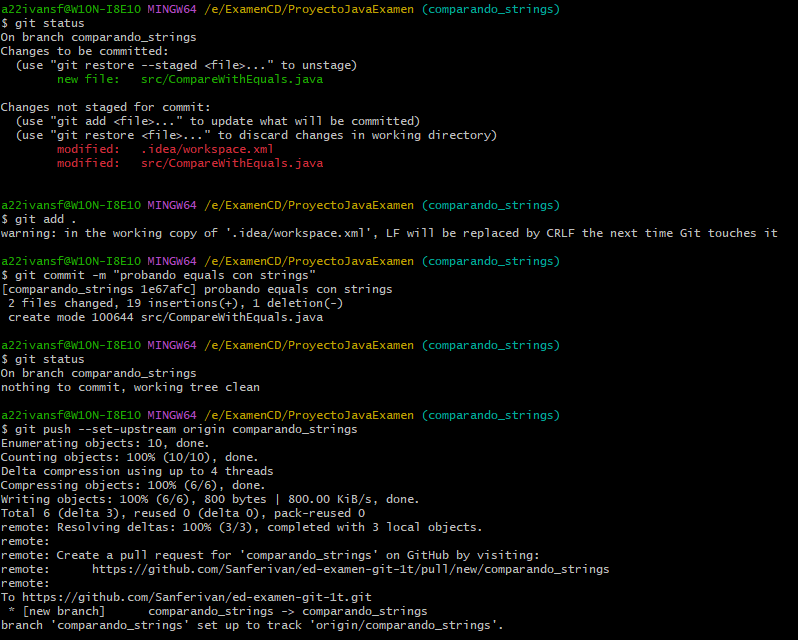 a22ivansf@W10N-I8E10 MINGW64 /e/ExamenCD/ProyectoJavaExamen (comparando_strings)
$ git status
On branch comparando_strings
Changes to be committed:
  (use "git restore --staged <file>..." to unstage)
        new file:   src/CompareWithEquals.java

Changes not staged for commit:
  (use "git add <file>..." to update what will be committed)
  (use "git restore <file>..." to discard changes in working directory)
        modified:   .idea/workspace.xml
        modified:   src/CompareWithEquals.java

a22ivansf@W10N-I8E10 MINGW64 /e/ExamenCD/ProyectoJavaExamen (comparando_strings)
$ git add .
warning: in the working copy of '.idea/workspace.xml', LF will be replaced by CRLF the next time Git touches it

a22ivansf@W10N-I8E10 MINGW64 /e/ExamenCD/ProyectoJavaExamen (comparando_strings)
$ git commit -m "probando equals con strings"
[comparando_strings 1e67afc] probando equals con strings
 2 files changed, 19 insertions(+), 1 deletion(-)
 create mode 100644 src/CompareWithEquals.java

a22ivansf@W10N-I8E10 MINGW64 /e/ExamenCD/ProyectoJavaExamen (comparando_strings)
$ git status
On branch comparando_strings
nothing to commit, working tree clean

a22ivansf@W10N-I8E10 MINGW64 /e/ExamenCD/ProyectoJavaExamen (comparando_strings)
$ git push --set-upstream origin comparando_strings
Enumerating objects: 10, done.
Counting objects: 100% (10/10), done.
Delta compression using up to 4 threads
Compressing objects: 100% (6/6), done.
Writing objects: 100% (6/6), 800 bytes | 800.00 KiB/s, done.
Total 6 (delta 3), reused 0 (delta 0), pack-reused 0
remote: Resolving deltas: 100% (3/3), completed with 3 local objects.
remote:
remote: Create a pull request for 'comparando_strings' on GitHub by visiting:
remote:      https://github.com/Sanferivan/ed-examen-git-1t/pull/new/comparando_strings
remote:
To https://github.com/Sanferivan/ed-examen-git-1t.git
 * [new branch]      comparando_strings -> comparando_strings
branch 'comparando_strings' set up to track 'origin/comparando_strings'.